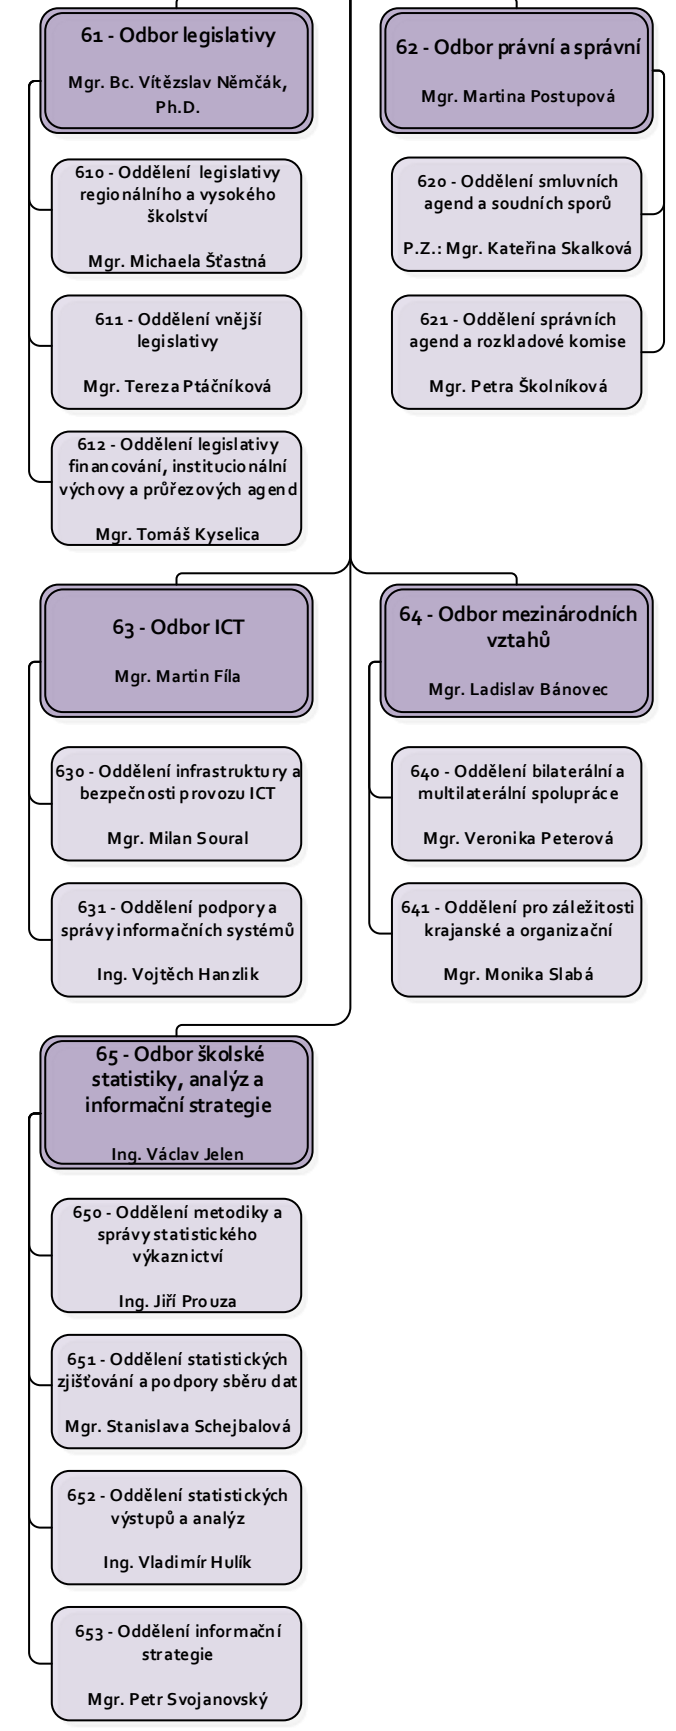 61 - Odbor legislativy
Mgr. Bc. Vítězslav Němčák,
Ph.D.
610 - Oddělení legislativy
regionálního a vysokého
školství
Mgr. Michaela Šťastná
611 - Oddělení vnější
legislativy
Mgr. Tereza Ptáčníková
612 - Oddělení legislativy
financování, institucionální
výchovy a průřezových agend
Mgr. Tomáš Kyselica
62 - Odbor právní a správní
Mgr. Martina Postupová
620 - Oddělení smluvních
agend a soudních sporů
P.Z.: Mgr. Kateřina Skalková
621 - Oddělení správních
agend a rozkladové komise
Mgr. Petra Školníková
63 - Odbor ICT
Mgr. Martin Fíla
630 - Oddělení infrastruktury a
bezpečnosti provozu ICT
Mgr. Milan Soural
631 - Oddělení podpory a
správy informačních systémů
Ing. Vojtěch Hanzlik
64 - Odbor mezinárodních
vztahů
Mgr. Ladislav Bánovec
640 - Oddělení bilaterální a
multilaterální spolupráce
Mgr. Veronika Peterová
641 - Oddělení pro záležitosti
krajanské a organizační
Mgr. Monika Slabá
65 - Odbor školské
statistiky, analýz a
informační strategie
Ing. Václav Jelen
650 - Oddělení metodiky a
správy statistického
výkaznictví
Ing. Jiří Prouza
651 - Oddělení statistických
zjišťování a podpory sběru dat
Mgr. Stanislava Schejbalová
652 - Oddělení statistických
výstupů a analýz
Ing. Vladimír Hulík
653 - Oddělení informační
strategie
Mgr. Petr Svojanovský